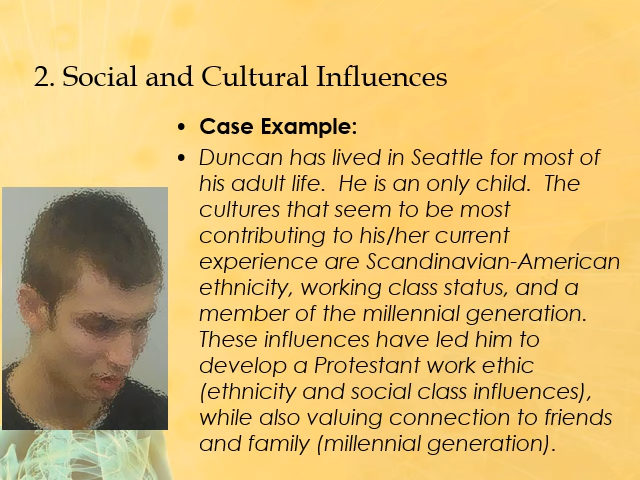 2. Social and Cultural Influences
• Case Example:
• Duncan has lived in Seattle for most of
his adult life.  He is an only child.  The
cultures that seem to be most
contributing to his/her current
experience are Scandinavian-American
ethnicity, working class status, and a
member of the millennial generation.
These influences have led him to
develop a Protestant work ethic
(ethnicity and social class influences),
while also valuing connection to friends
and family (millennial generation).